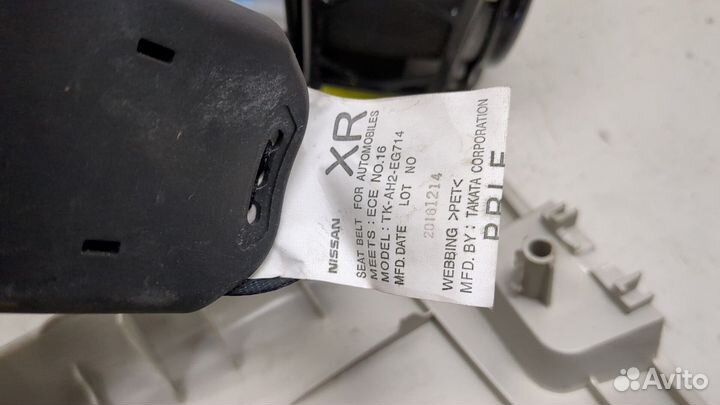 XR
NISSAN
SEAT BELT FOR AUTOMOBILES
MEETS : ECE NO.16
MODEL : TK-AH2-EG714
MFD.DATE LOT NO
20181214
WEBBING >PET<
MFD. BY: TAKATA CORPORATION
Avito